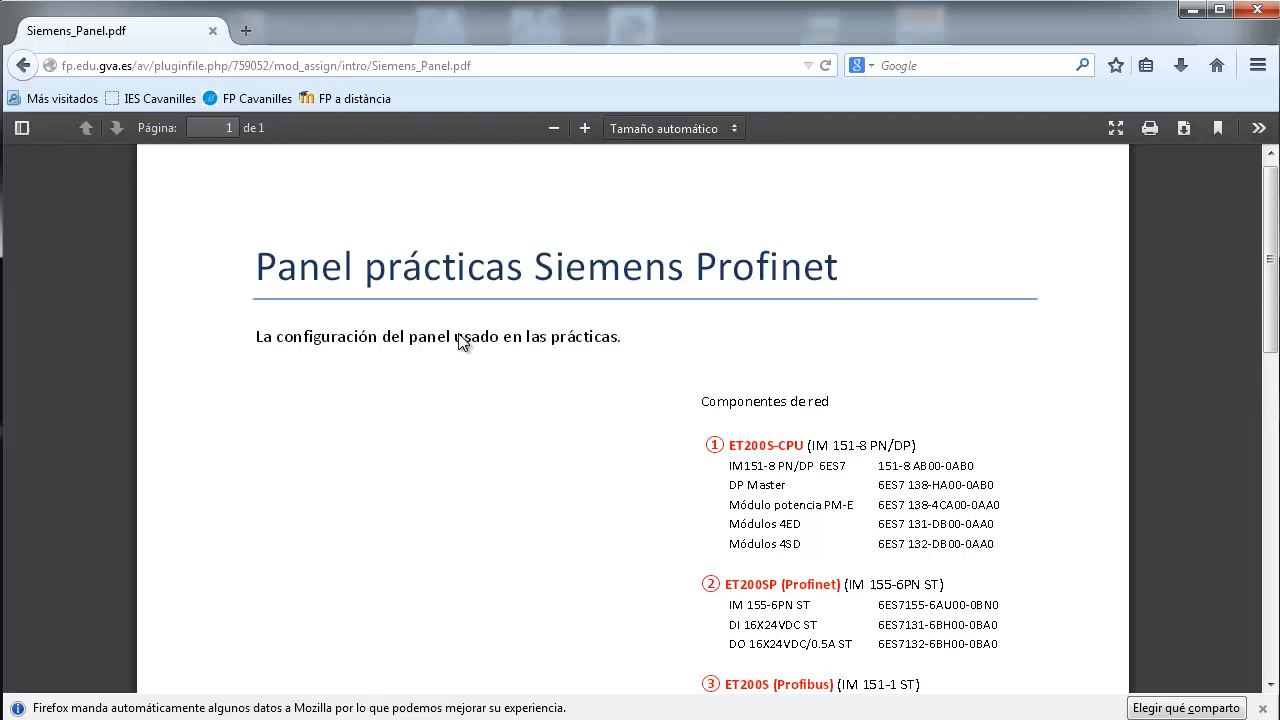 Siemens_Panel.pdf
fp.edu.gva.es/av/pluginfile.php/759052/mod_assign/intro/Siemens_Panel.pdf
Google
Más visitados IES Cavanilles FP Cavanilles FP a distància
Página: 1 de 1 Tamaño automático
Panel prácticas Siemens Profinet
La configuración del panel usado en las prácticas.
Componentes de red
1 ET200S-CPU (IM 151-8 PN/DP)
IM151-8 PN/DP 6ES7 151-8 AB00-0AB0
DP Master 6ES7 138-HA00-0AB0
Módulo potencia PM-E 6ES7 138-4CA00-0AA0
Módulos 4ED 6ES7 131-DB00-0AA0
Módulos 4SD 6ES7 132-DB00-0AA0
2 ET200SP (Profinet) (IM 155-6PN ST)
IM 155-6PN ST 6ES7155-6AU00-0BN0
DI 16X24VDC ST 6ES7131-6BH00-0BA0
DO 16X24VDC/0.5A ST 6ES7132-6BH00-0BA0
3 ET200S (Profibus) (IM 151-1 ST)
Firefox manda automáticamente algunos datos a Mozilla por lo que podemos mejorar su experiencia. Elegir qué comparto